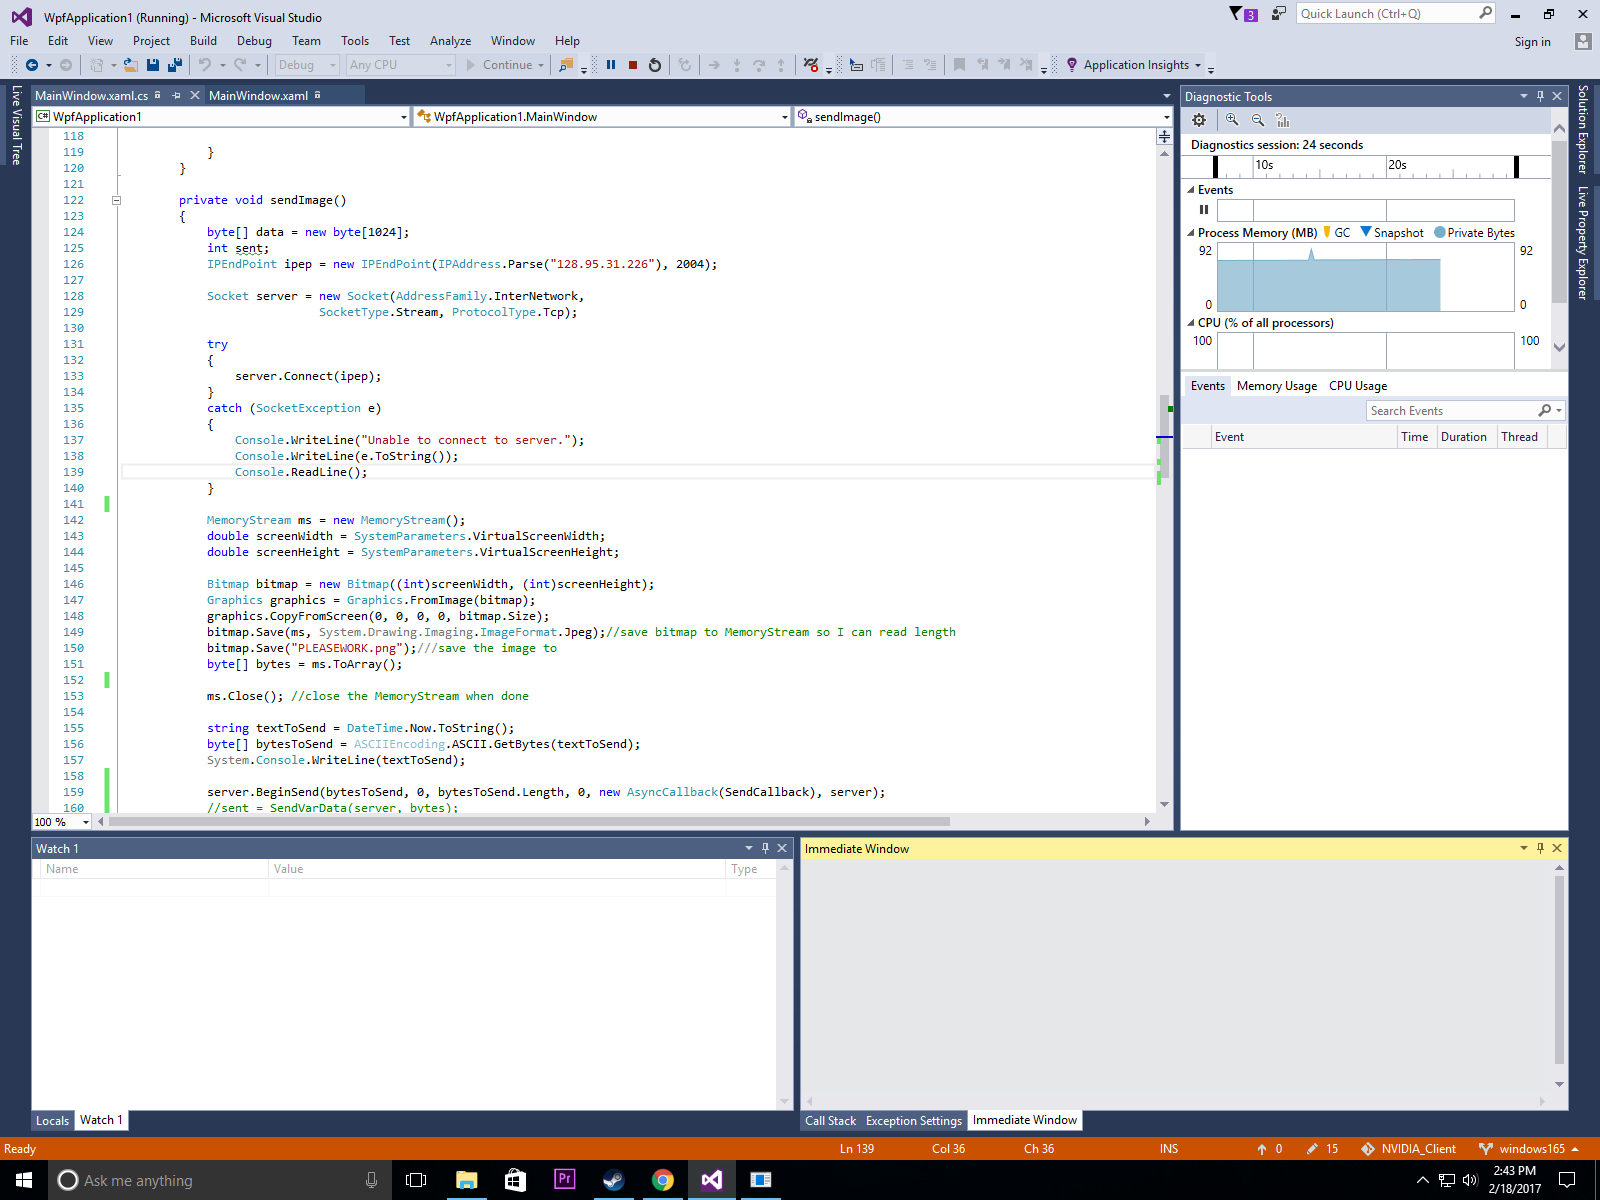 WpfApplication1 (Running) - Microsoft Visual Studio
3
Quick Launch (Ctrl+Q)
File Edit View Project Build Debug Team Tools Test Analyze Window Help
Sign in
Debug Any CPU Continue Application Insights
Live Visual Tree
MainWindow.xaml.cs MainWindow.xaml
C# WpfApplication1 WpfApplication1.MainWindow sendImage()
118
119 }
120 }
121
122 private void sendImage()
123 {
124 byte[] data = new byte[1024];
125 int sent;
126 IPEndPoint ipep = new IPEndPoint(IPAddress.Parse("128.95.31.226"), 2004);
127
128 Socket server = new Socket(AddressFamily.InterNetwork,
129 SocketType.Stream, ProtocolType.Tcp);
130
131 try
132 {
133 server.Connect(ipep);
134 }
135 catch (SocketException e)
136 {
137 Console.WriteLine("Unable to connect to server.");
138 Console.WriteLine(e.ToString());
139 Console.ReadLine();
140 }
141
142 MemoryStream ms = new MemoryStream();
143 double screenWidth = SystemParameters.VirtualScreenWidth;
144 double screenHeight = SystemParameters.VirtualScreenHeight;
145
146 Bitmap bitmap = new Bitmap((int)screenWidth, (int)screenHeight);
147 Graphics graphics = Graphics.FromImage(bitmap);
148 graphics.CopyFromScreen(0, 0, 0, 0, bitmap.Size);
149 bitmap.Save(ms, System.Drawing.Imaging.ImageFormat.Jpeg);//save bitmap to MemoryStream so I can read length
150 bitmap.Save("PLEASEWORK.png");///save the image to
151 byte[] bytes = ms.ToArray();
152
153 ms.Close(); //close the MemoryStream when done
154
155 string textToSend = DateTime.Now.ToString();
156 byte[] bytesToSend = ASCIIEncoding.ASCII.GetBytes(textToSend);
157 System.Console.WriteLine(textToSend);
158
159 server.BeginSend(bytesToSend, 0, bytesToSend.Length, 0, new AsyncCallback(SendCallback), server);
160 //sent = SendVarData(server, bytes);
100 %
Diagnostic Tools
Diagnostics session: 24 seconds
10s 20s
Events
Process Memory (MB) GC Snapshot Private Bytes
92 92
0 0
CPU (% of all processors)
100 100
Events Memory Usage CPU Usage
Search Events
Event Time Duration Thread
Solution Explorer
Live Property Explorer
Watch 1
Name Value Type
Locals Watch 1
Immediate Window
Call Stack Exception Settings Immediate Window
Ready Ln 139 Col 36 Ch 36 INS 0 15 NVIDIA_Client windows165
Ask me anything
Pr
2:43 PM
2/18/2017